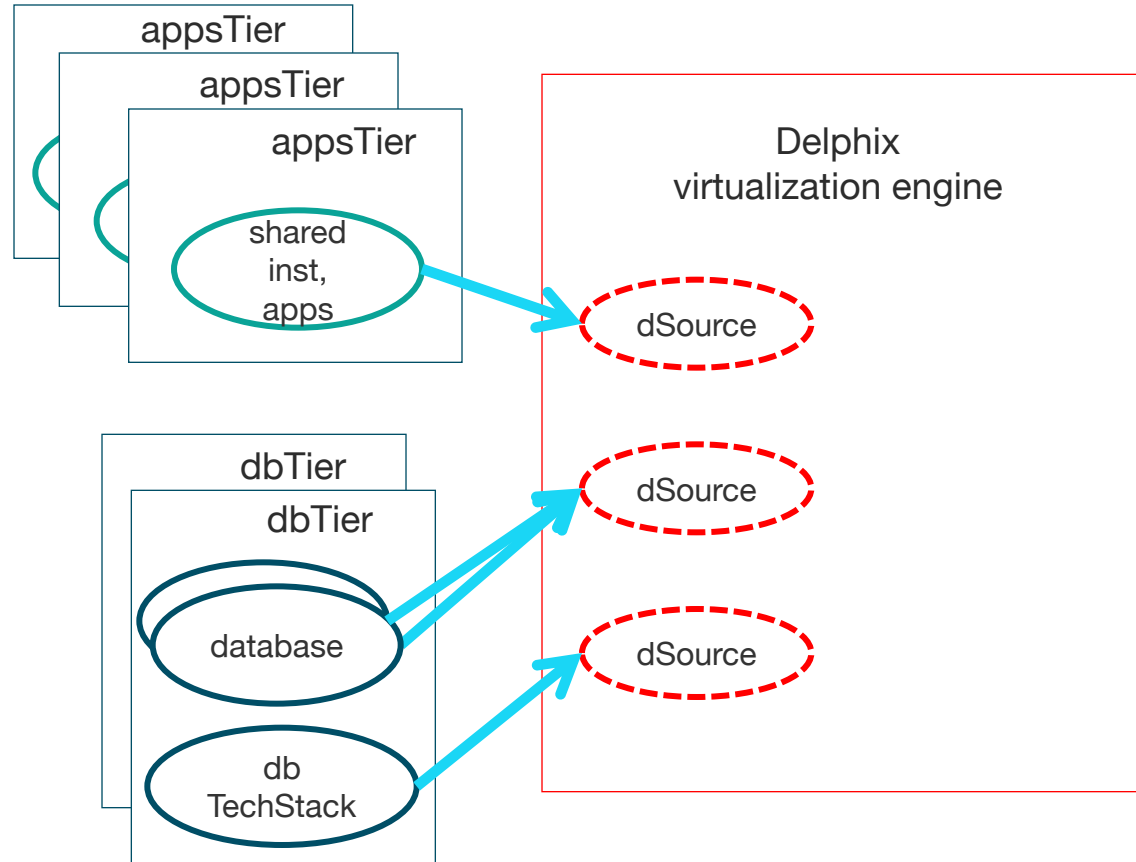 appsTier
appsTier
appsTier
shared
inst,
apps
Delphix
virtualization engine
dSource
dbTier
dbTier
database
dSource
db
TechStack
dSource